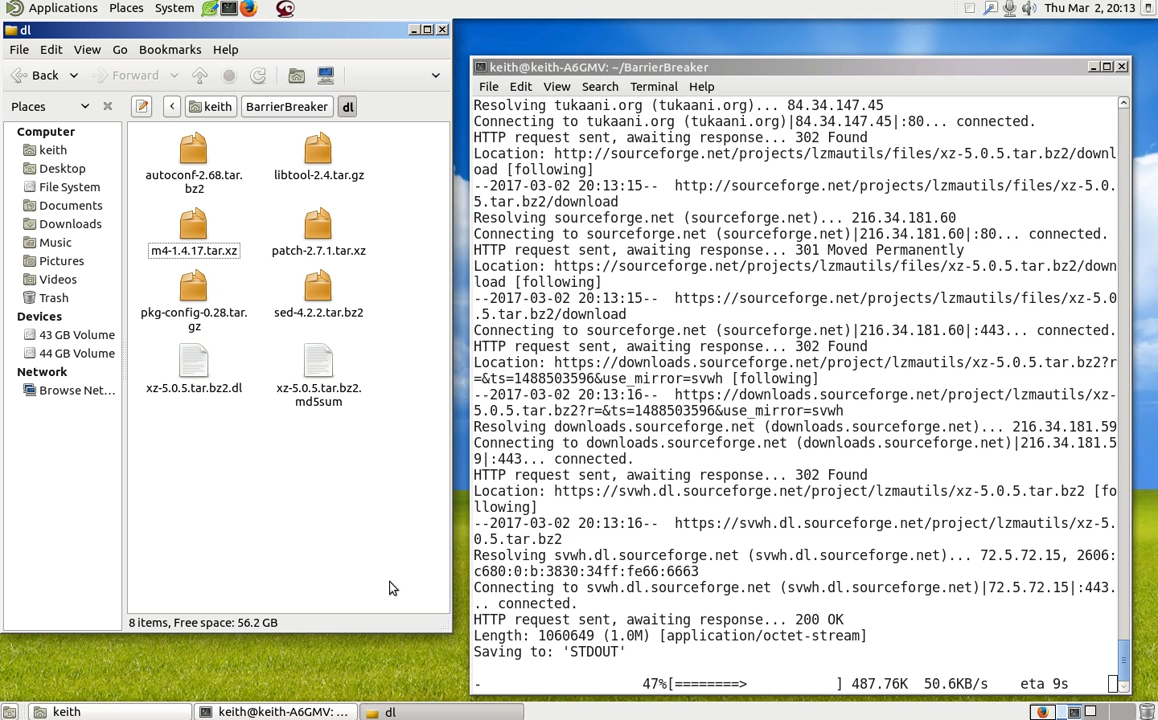 Applications Places System
Thu Mar 2, 20:13
dl
File Edit View Go Bookmarks Help
Back Forward
Places
keith BarrierBreaker dl
Computer
keith
Desktop
File System
Documents
Downloads
Music
Pictures
Videos
Trash
Devices
43 GB Volume
44 GB Volume
Network
Browse Net...
autoconf-2.68.tar.
bz2
libtool-2.4.tar.gz
m4-1.4.17.tar.xz
patch-2.7.1.tar.xz
pkg-config-0.28.tar.
gz
sed-4.2.2.tar.bz2
xz-5.0.5.tar.bz2.dl
xz-5.0.5.tar.bz2.
md5sum
8 items, Free space: 56.2 GB
keith@keith-A6GMV: ~/BarrierBreaker
File Edit View Search Terminal Help
Resolving tukaani.org (tukaani.org)... 84.34.147.45
Connecting to tukaani.org (tukaani.org)|84.34.147.45|:80... connected.
HTTP request sent, awaiting response... 302 Found
Location: http://sourceforge.net/projects/lzmautils/files/xz-5.0.5.tar.bz2/downl
oad [following]
--2017-03-02 20:13:15--  http://sourceforge.net/projects/lzmautils/files/xz-5.0.
5.tar.bz2/download
Resolving sourceforge.net (sourceforge.net)... 216.34.181.60
Connecting to sourceforge.net (sourceforge.net)|216.34.181.60|:80... connected.
HTTP request sent, awaiting response... 301 Moved Permanently
Location: https://sourceforge.net/projects/lzmautils/files/xz-5.0.5.tar.bz2/down
load [following]
--2017-03-02 20:13:15--  https://sourceforge.net/projects/lzmautils/files/xz-5.0
.5.tar.bz2/download
Connecting to sourceforge.net (sourceforge.net)|216.34.181.60|:443... connected.
HTTP request sent, awaiting response... 302 Found
Location: https://downloads.sourceforge.net/project/lzmautils/xz-5.0.5.tar.bz2?r
=&ts=1488503596&use_mirror=svwh [following]
--2017-03-02 20:13:16--  https://downloads.sourceforge.net/project/lzmautils/xz-
5.0.5.tar.bz2?r=&ts=1488503596&use_mirror=svwh
Resolving downloads.sourceforge.net (downloads.sourceforge.net)... 216.34.181.59
Connecting to downloads.sourceforge.net (downloads.sourceforge.net)|216.34.181.5
9|:443... connected.
HTTP request sent, awaiting response... 302 Found
Location: https://svwh.dl.sourceforge.net/project/lzmautils/xz-5.0.5.tar.bz2 [fo
llowing]
--2017-03-02 20:13:16--  https://svwh.dl.sourceforge.net/project/lzmautils/xz-5.
0.5.tar.bz2
Resolving svwh.dl.sourceforge.net (svwh.dl.sourceforge.net)... 72.5.72.15, 2606:
c680:0:b:3830:34ff:fe66:6663
Connecting to svwh.dl.sourceforge.net (svwh.dl.sourceforge.net)|72.5.72.15|:443.
.. connected.
HTTP request sent, awaiting response... 200 OK
Length: 1060649 (1.0M) [application/octet-stream]
Saving to: 'STDOUT'
- 47%[========> ] 487.76K 50.6KB/s eta 9s
keith
keith@keith-A6GMV: ...
dl